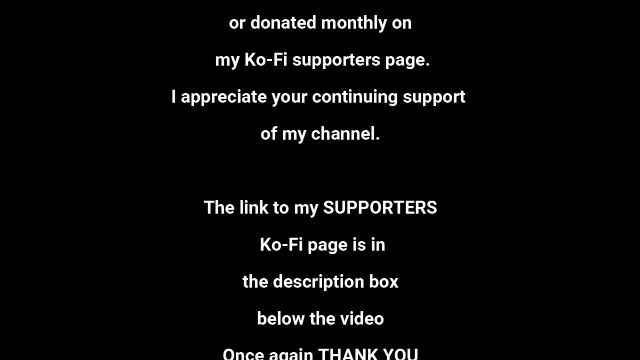 or donated monthly on
my Ko-Fi supporters page.
I appreciate your continuing support
of my channel.
The link to my SUPPORTERS
Ko-Fi page is in
the description box
below the video
Once again THANK YOU